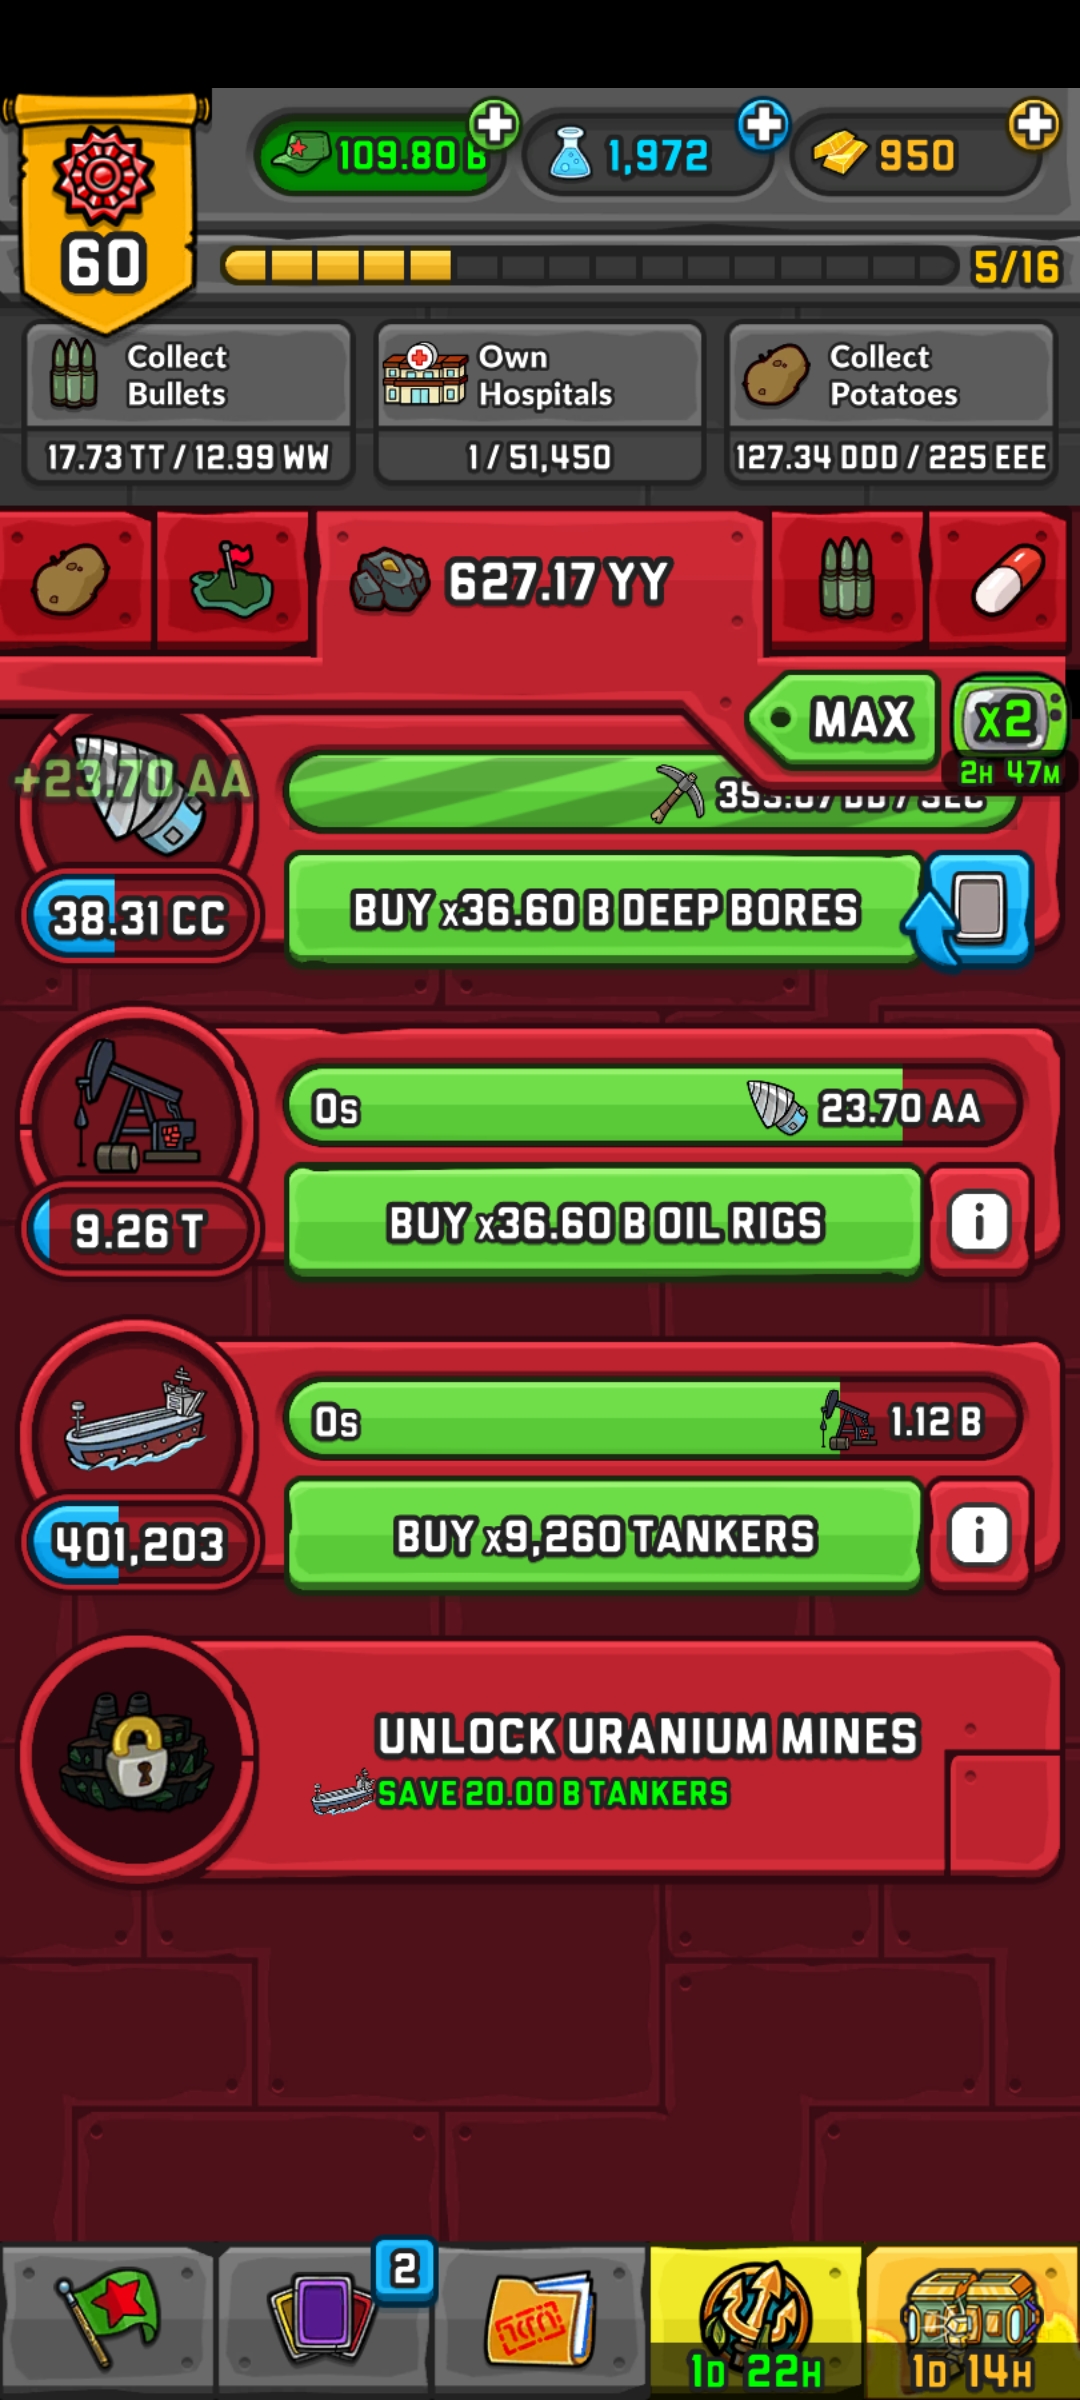 60
109.80 B
1,972
950
5/16
Collect
Bullets
17.73 TT / 12.99 WW
Own
Hospitals
1 / 51,450
Collect
Potatoes
127.34 DDD / 225 EEE
627.17 YY
MAX
x2
2H 47M
+23.70 AA
38.31 CC
BUY x36.60 B DEEP BORES
0s
23.70 AA
9.26 T
BUY x36.60 B OIL RIGS
i
0s
1.12 B
401,203
BUY x9,260 TANKERS
i
UNLOCK URANIUM MINES
SAVE 20.00 B TANKERS
2
1D 22H
1D 14H